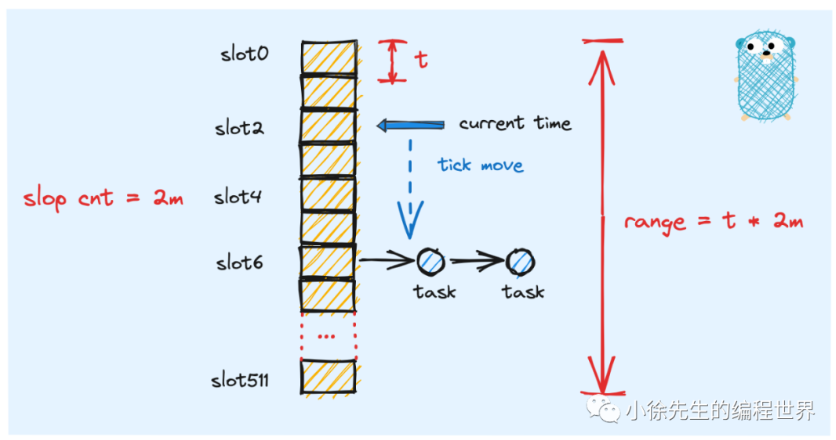 slot0
t
slot2
current time
tick move
slop cnt = 2m
slot4
range = t * 2m
slot6
task
task
...
slot511
小徐先生的编程世界